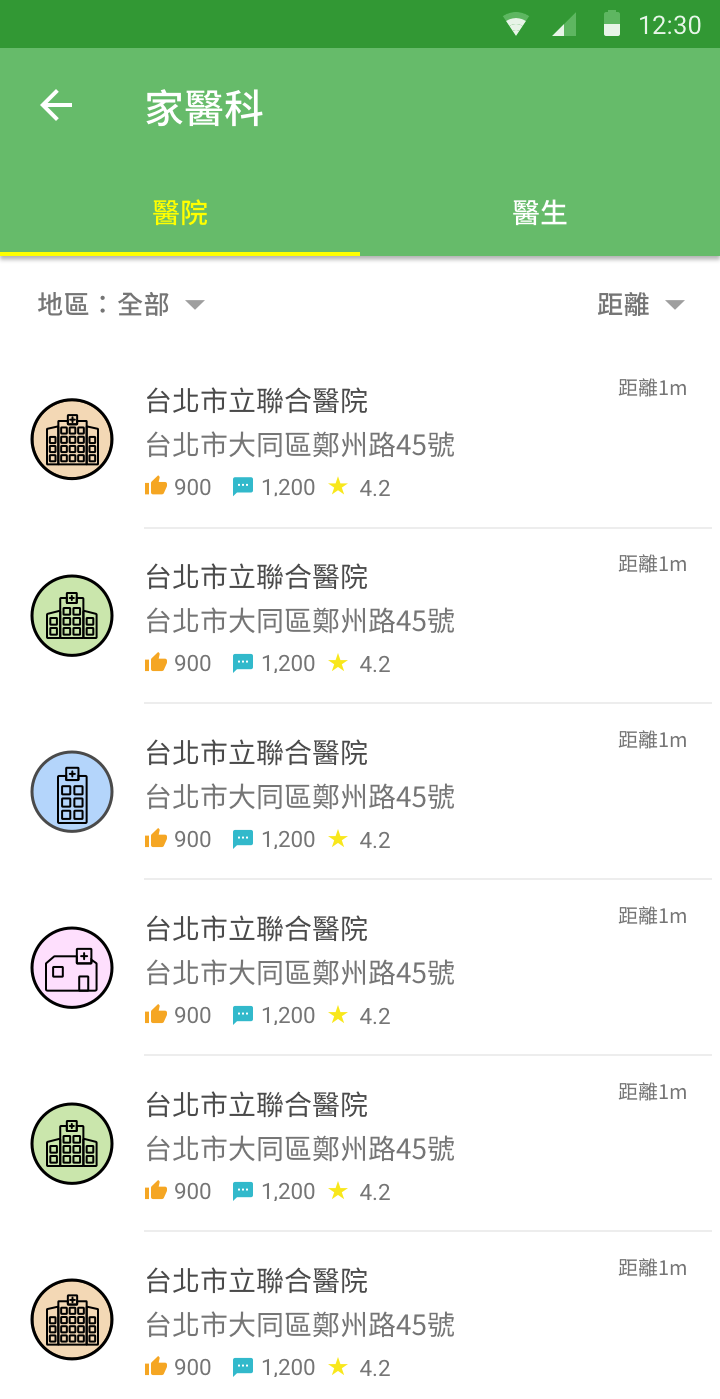 12:30
家醫科
醫院 醫生
地區：全部 距離
台北市立聯合醫院 距離1m
台北市大同區鄭州路45號
900 1,200 4.2
台北市立聯合醫院 距離1m
台北市大同區鄭州路45號
900 1,200 4.2
台北市立聯合醫院 距離1m
台北市大同區鄭州路45號
900 1,200 4.2
台北市立聯合醫院 距離1m
台北市大同區鄭州路45號
900 1,200 4.2
台北市立聯合醫院 距離1m
台北市大同區鄭州路45號
900 1,200 4.2
台北市立聯合醫院 距離1m
台北市大同區鄭州路45號
900 1,200 4.2